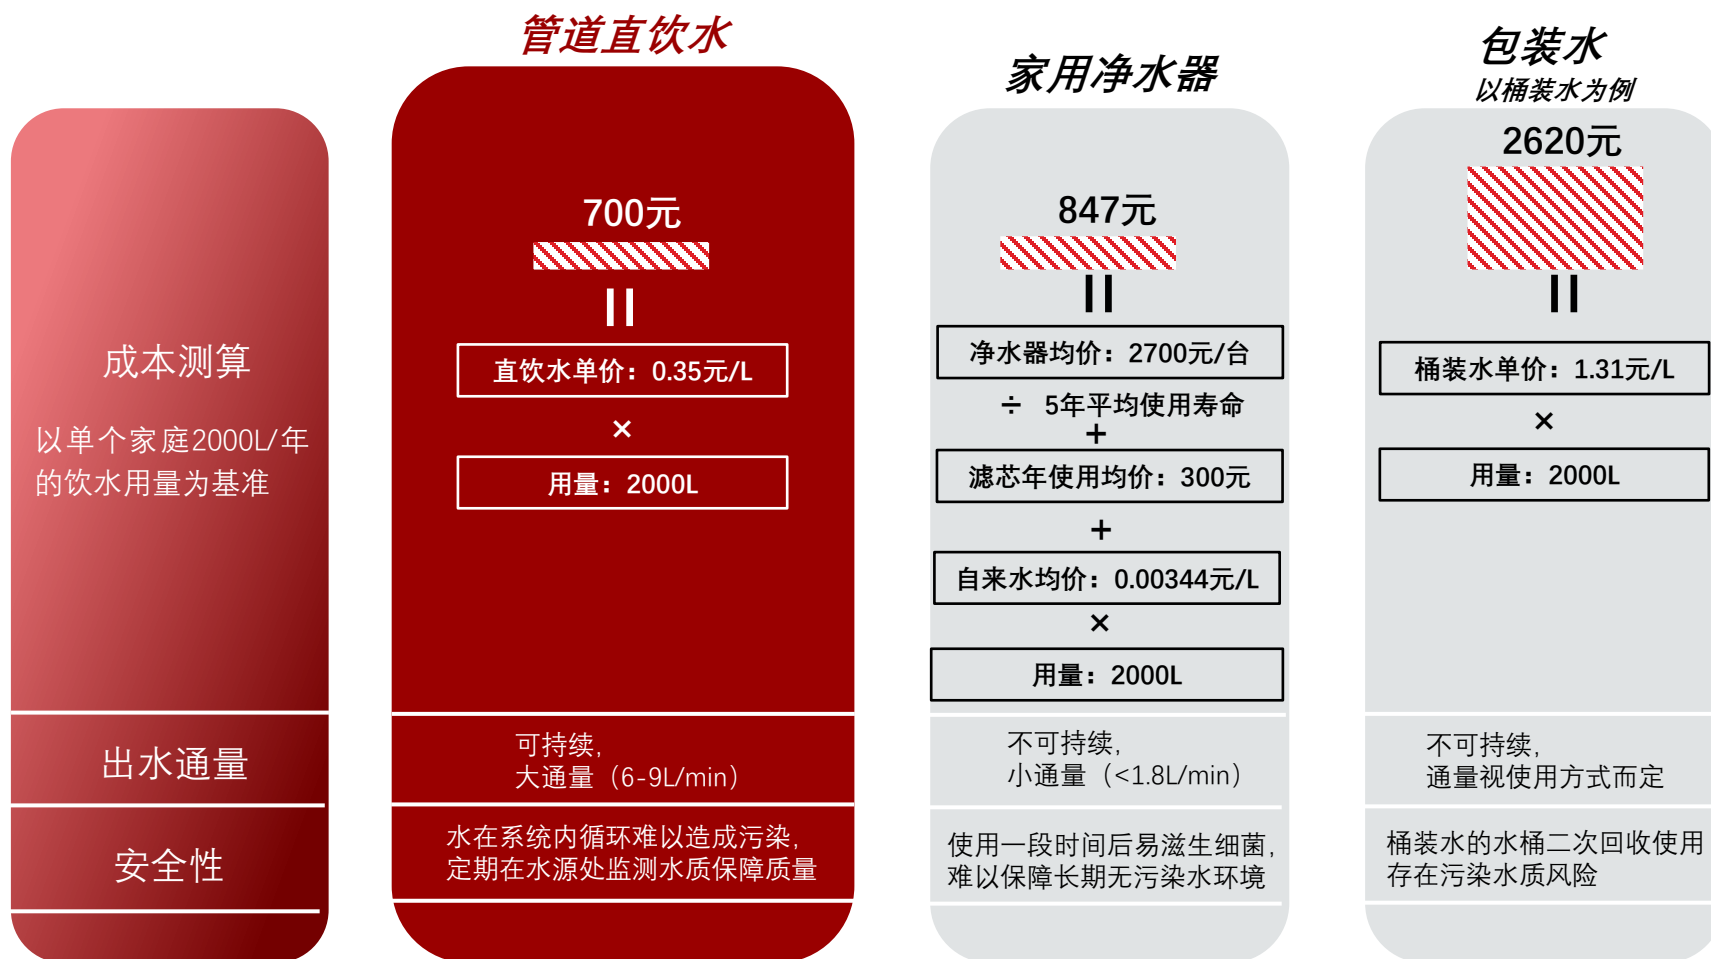 管道直饮水
家用净水器
包装水
以桶装水为例
成本测算
以单个家庭2000L/年
的饮水用量为基准
700元
直饮水单价：0.35元/L
×
用量：2000L
847元
净水器均价：2700元/台
÷ 5年平均使用寿命
+
滤芯年使用均价：300元
+
自来水均价：0.00344元/L
×
用量：2000L
2620元
桶装水单价：1.31元/L
×
用量：2000L
出水通量
可持续,
大通量（6-9L/min）
不可持续,
小通量（<1.8L/min）
不可持续,
通量视使用方式而定
安全性
水在系统内循环难以造成污染,
定期在水源处监测水质保障质量
使用一段时间后易滋生细菌,
难以保障长期无污染水环境
桶装水的水桶二次回收使用
存在污染水质风险